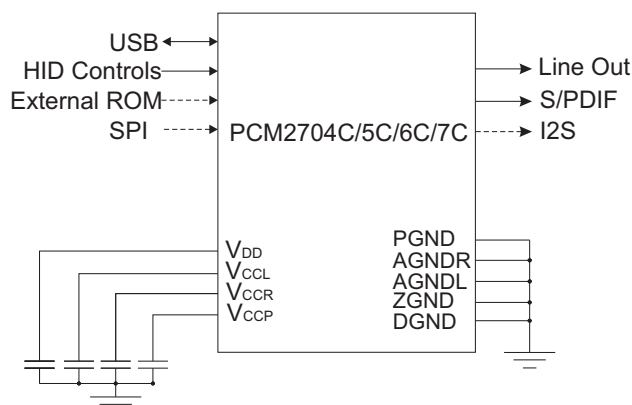 USB
HID Controls
External ROM
SPI
PCM2704C/5C/6C/7C
Line Out
S/PDIF
I2S
VDD
VCCL
VCCR
VCCP
PGND
AGNDR
AGNDL
ZGND
DGND